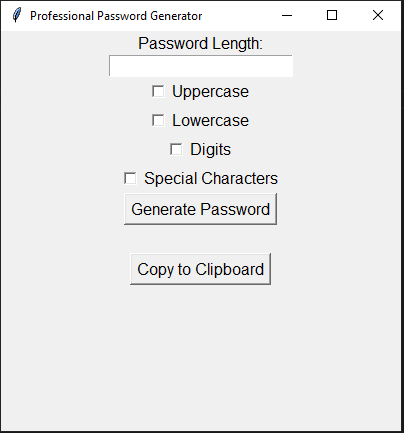 Professional Password Generator
Password Length:
Uppercase
Lowercase
Digits
Special Characters
Generate Password
Copy to Clipboard